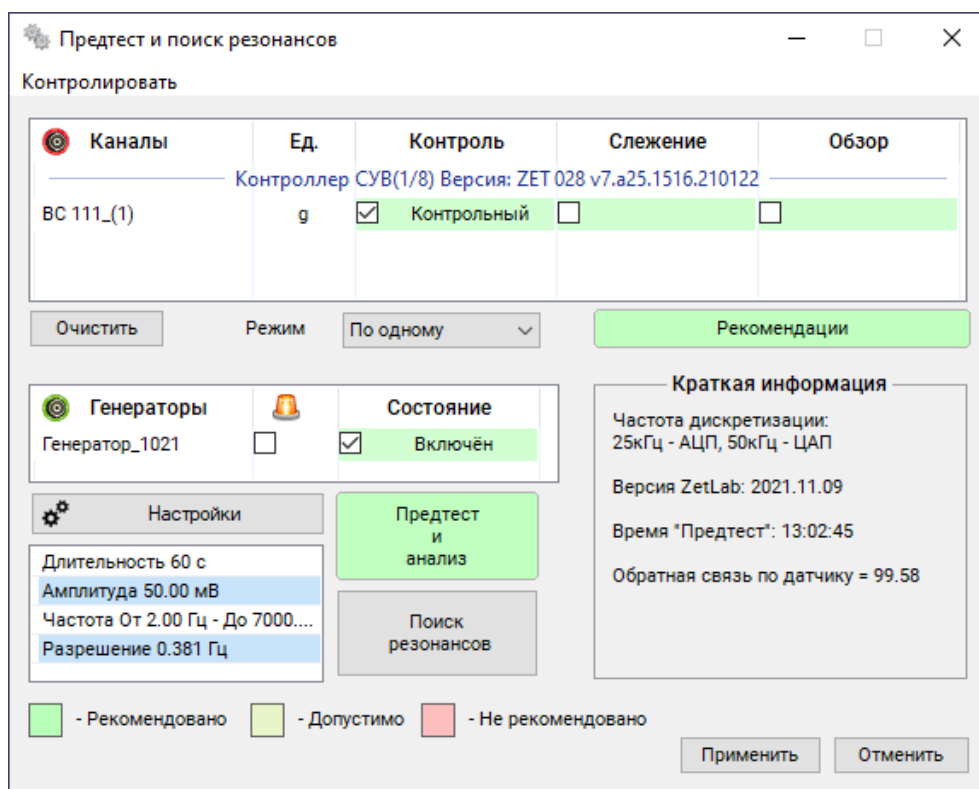 Предтест и поиск резонансов
Контролировать
Каналы Ед. Контроль Слежение Обзор
Контроллер СУВ(1/8) Версия: ZET 028 v7.a25.1516.210122
ВС 111_(1) g Контрольный
Очистить Режим По одному Рекомендации
Генераторы Состояние
Генератор_1021 Включён
Краткая информация
Частота дискретизации:
25кГц - АЦП, 50кГц - ЦАП
Версия ZetLab: 2021.11.09
Время "Предтест": 13:02:45
Обратная связь по датчику = 99.58
Настройки
Длительность 60 с
Амплитуда 50.00 мВ
Частота От 2.00 Гц - До 7000....
Разрешение 0.381 Гц
Предтест
и
анализ
Поиск
резонансов
- Рекомендовано - Допустимо - Не рекомендовано
Применить Отменить